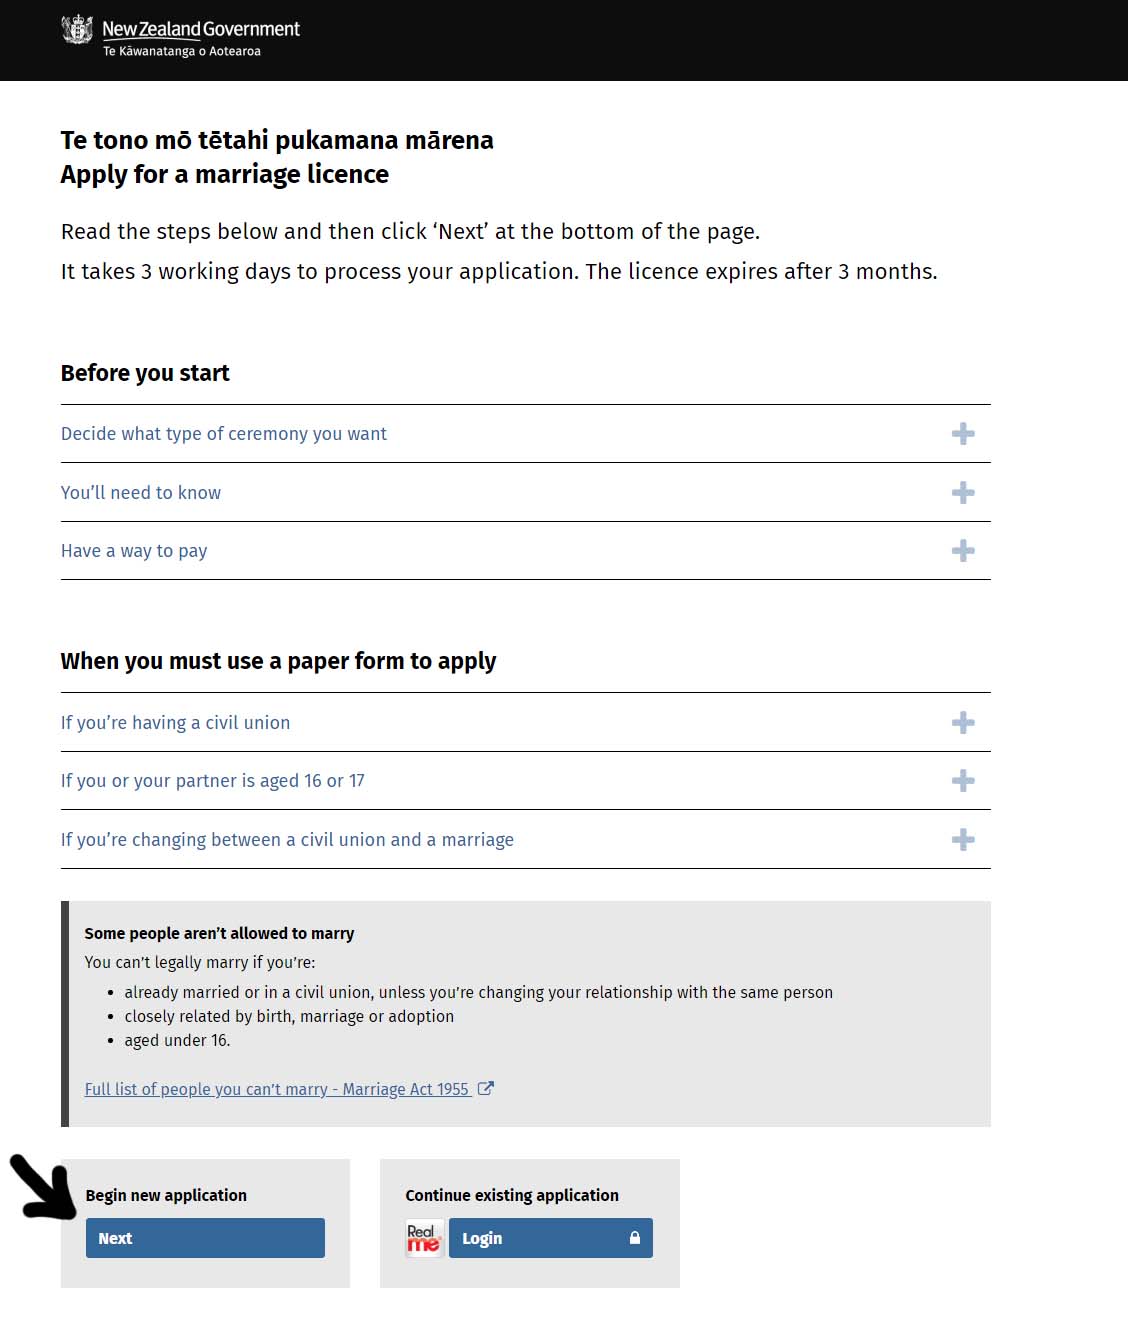 New Zealand Government
Te Kāwanatanga o Aotearoa
Te tono mō tētahi pukamana mārena
Apply for a marriage licence
Read the steps below and then click ‘Next’ at the bottom of the page.
It takes 3 working days to process your application. The licence expires after 3 months.
Before you start
Decide what type of ceremony you want
You’ll need to know
Have a way to pay
When you must use a paper form to apply
If you’re having a civil union
If you or your partner is aged 16 or 17
If you’re changing between a civil union and a marriage
Some people aren’t allowed to marry
You can’t legally marry if you’re:
• already married or in a civil union, unless you’re changing your relationship with the same person
• closely related by birth, marriage or adoption
• aged under 16.
Full list of people you can’t marry - Marriage Act 1955
Begin new application
Next
Continue existing application
Real
me
Login